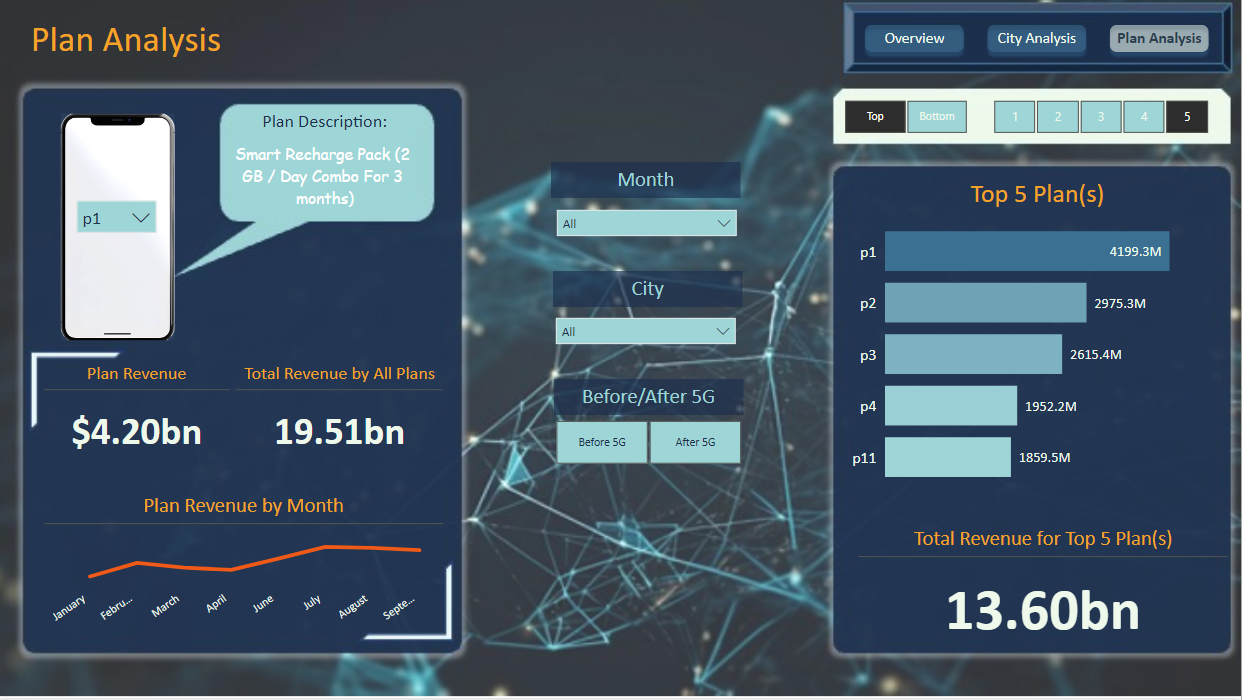 Plan Analysis
Overview
City Analysis
Plan Analysis
Top
Bottom
1
2
3
4
5
Plan Description:
Smart Recharge Pack (2
GB / Day Combo For 3
months)
p1
Plan Revenue
Total Revenue by All Plans
$4.20bn
19.51bn
Plan Revenue by Month
January
Febru...
March
April
June
July
August
Septe...
Month
All
City
All
Before/After 5G
Before 5G
After 5G
Top 5 Plan(s)
p1
4199.3M
p2
2975.3M
p3
2615.4M
p4
1952.2M
p11
1859.5M
Total Revenue for Top 5 Plan(s)
13.60bn